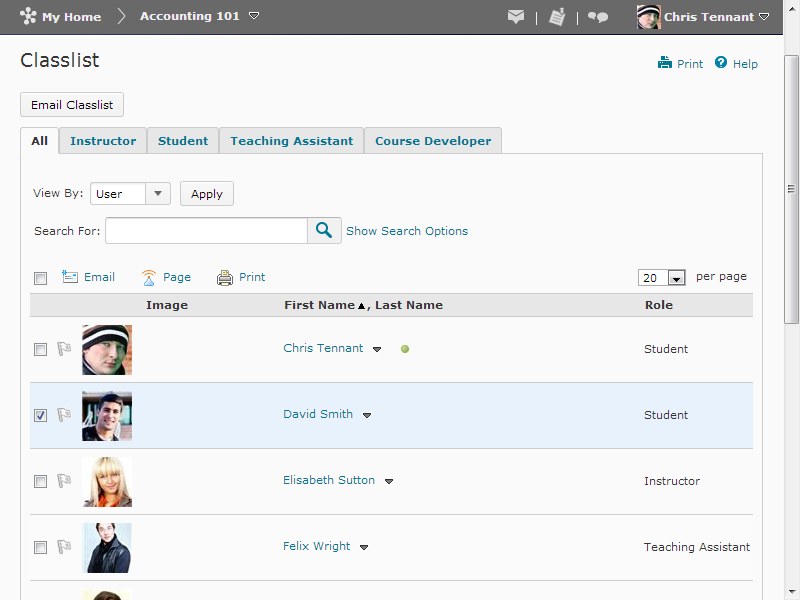 My Home Accounting 101 Chris Tennant
Classlist
Print Help
Email Classlist
All Instructor Student Teaching Assistant Course Developer
View By: User Apply
Search For: Show Search Options
Email Page Print 20 per page
Image First Name, Last Name Role
Chris Tennant Student
David Smith Student
Elisabeth Sutton Instructor
Felix Wright Teaching Assistant